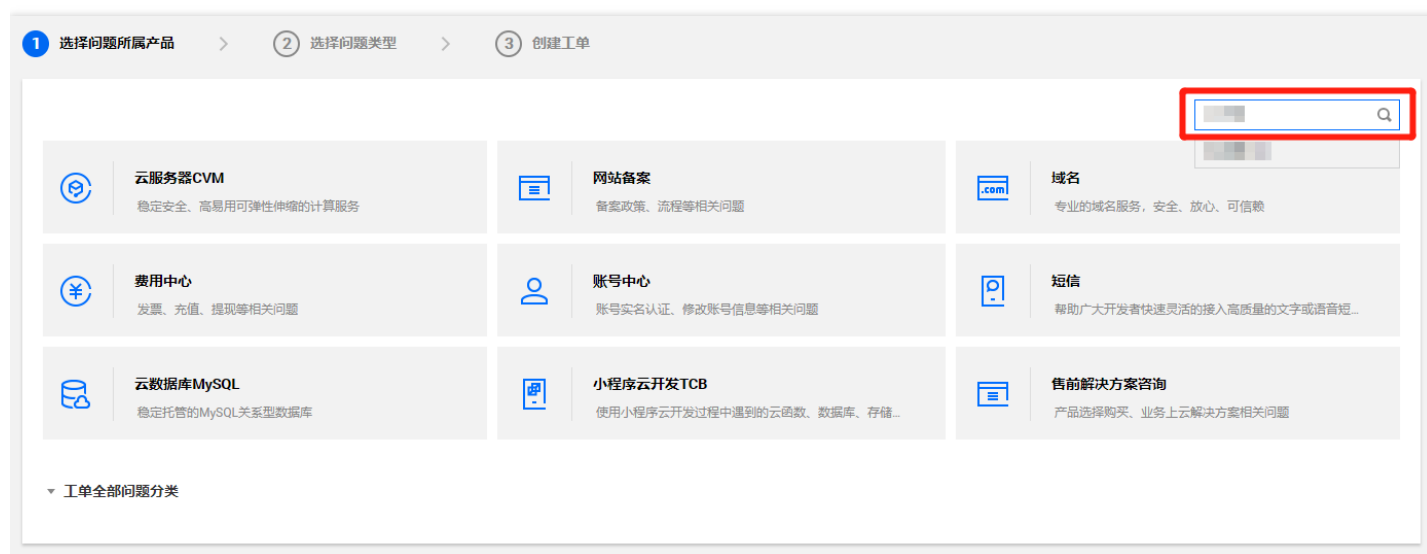 1 选择问题所属产品 > 2 选择问题类型 > 3 创建工单
云服务器CVM
稳定安全、高易用可弹性伸缩的计算服务
网站备案
备案政策、流程等相关问题
.com
域名
专业的域名服务，安全、放心、可信赖
¥
费用中心
发票、充值、提现等相关问题
账号中心
账号实名认证、修改账号信息等相关问题
短信
帮助广大开发者快速灵活的接入高质量的文字或语音短...
云数据库MySQL
稳定托管的MySQL关系型数据库
小程序云开发TCB
使用小程序云开发过程中遇到的云函数、数据库、存储...
售前解决方案咨询
产品选择购买、业务上云解决方案相关问题
工单全部问题分类